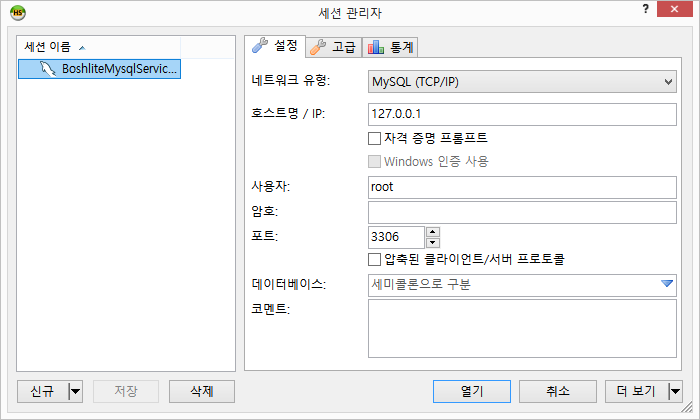 HS
세션 관리자
?
세션 이름
BoshliteMysqlServic...
설정
고급
통계
네트워크 유형:
MySQL (TCP/IP)
호스트명 / IP:
127.0.0.1
자격 증명 프롬프트
Windows 인증 사용
사용자:
root
암호:
포트:
3306
압축된 클라이언트/서버 프로토콜
데이터베이스:
세미콜론으로 구분
코멘트:
신규
저장
삭제
열기
취소
더 보기